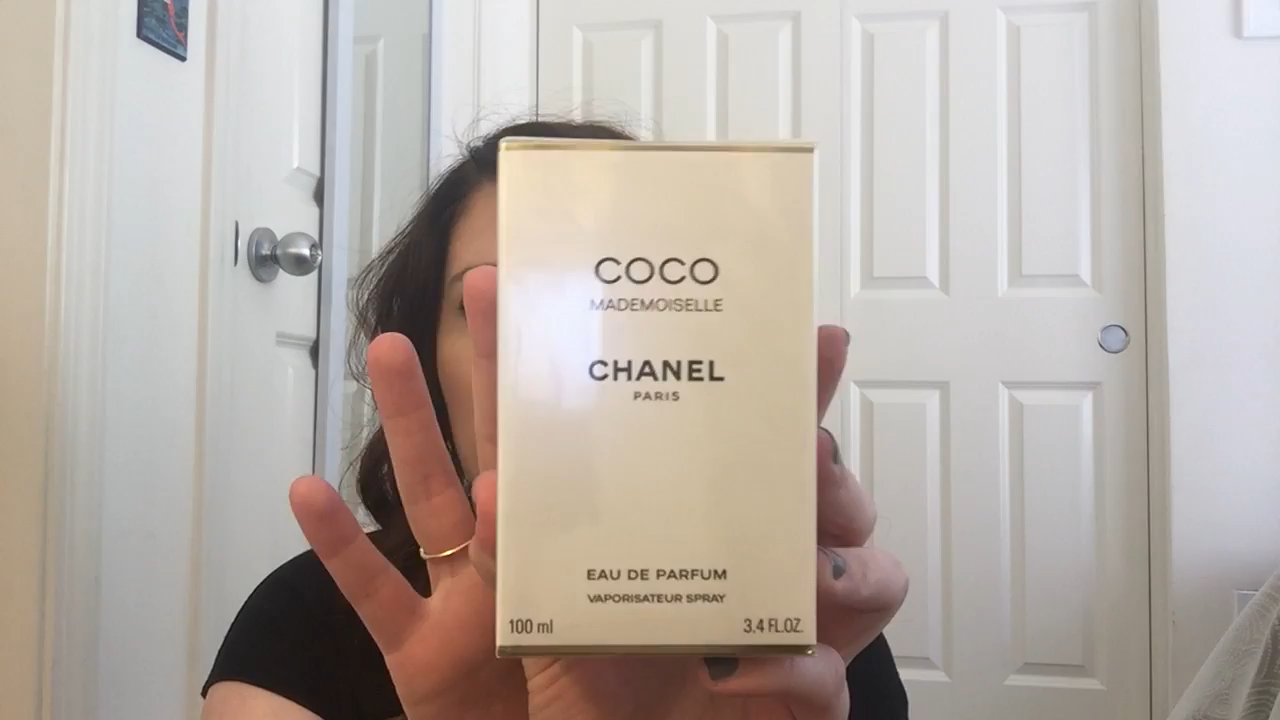 COCO
MADEMOISELLE
CHANEL
PARIS
EAU DE PARFUM
VAPORISATEUR SPRAY
100 ml 3.4 FL.OZ.